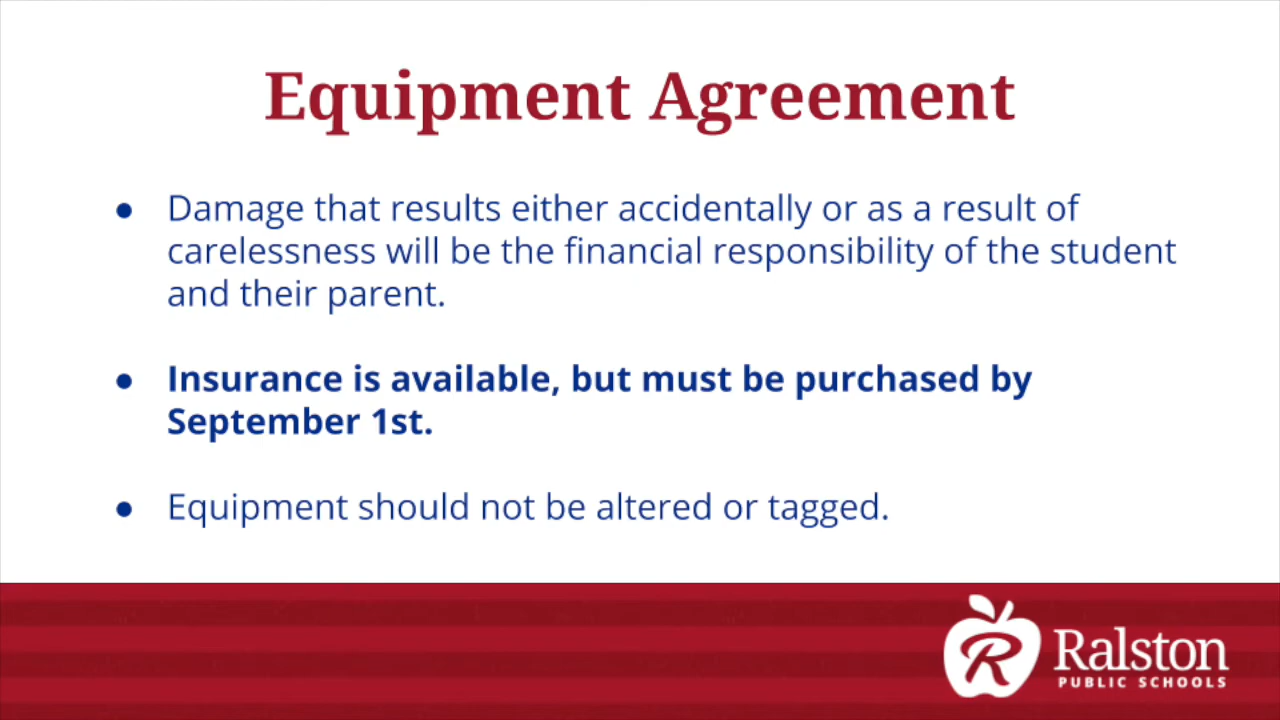 Equipment Agreement
● Damage that results either accidentally or as a result of
carelessness will be the financial responsibility of the student
and their parent.
● Insurance is available, but must be purchased by
September 1st.
● Equipment should not be altered or tagged.
R
Ralston
PUBLIC SCHOOLS